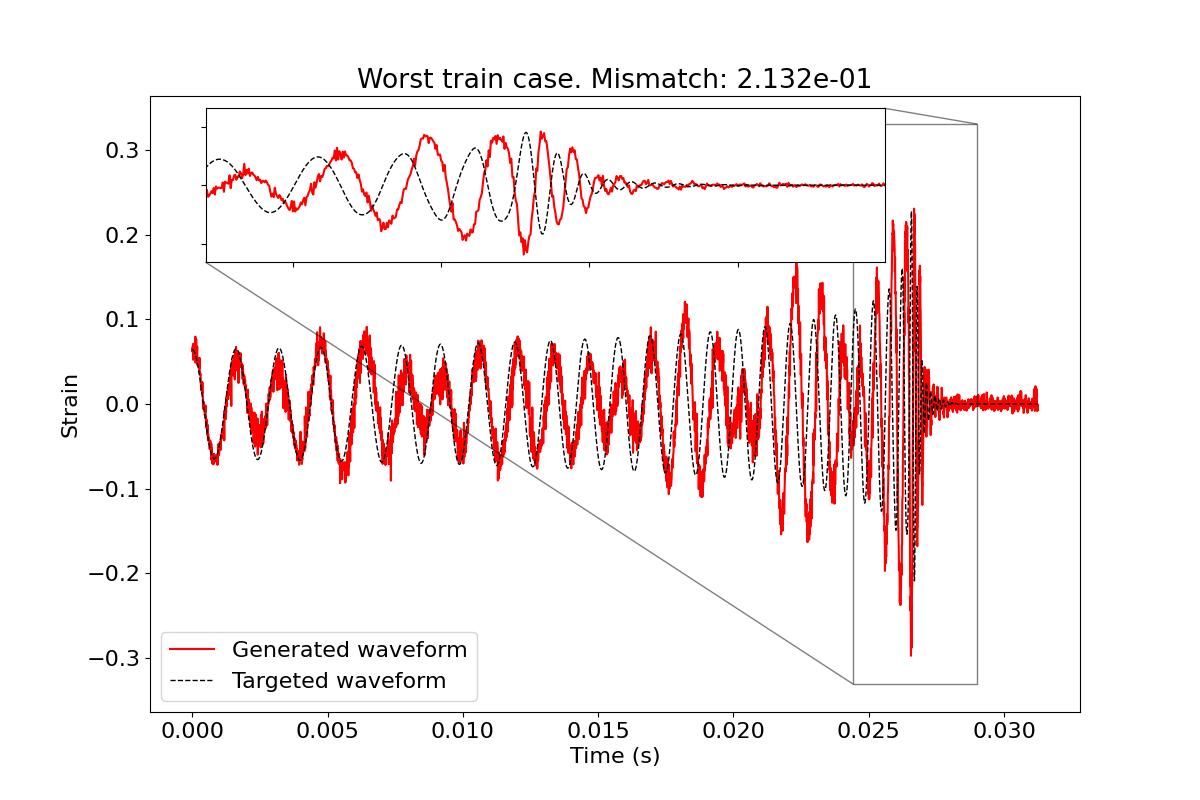 Worst train case. Mismatch: 2.132e-01
0.3
0.2
0.1
0.0
−0.1
−0.2
−0.3
Strain
Generated waveform
Targeted waveform
0.000 0.005 0.010 0.015 0.020 0.025 0.030
Time (s)